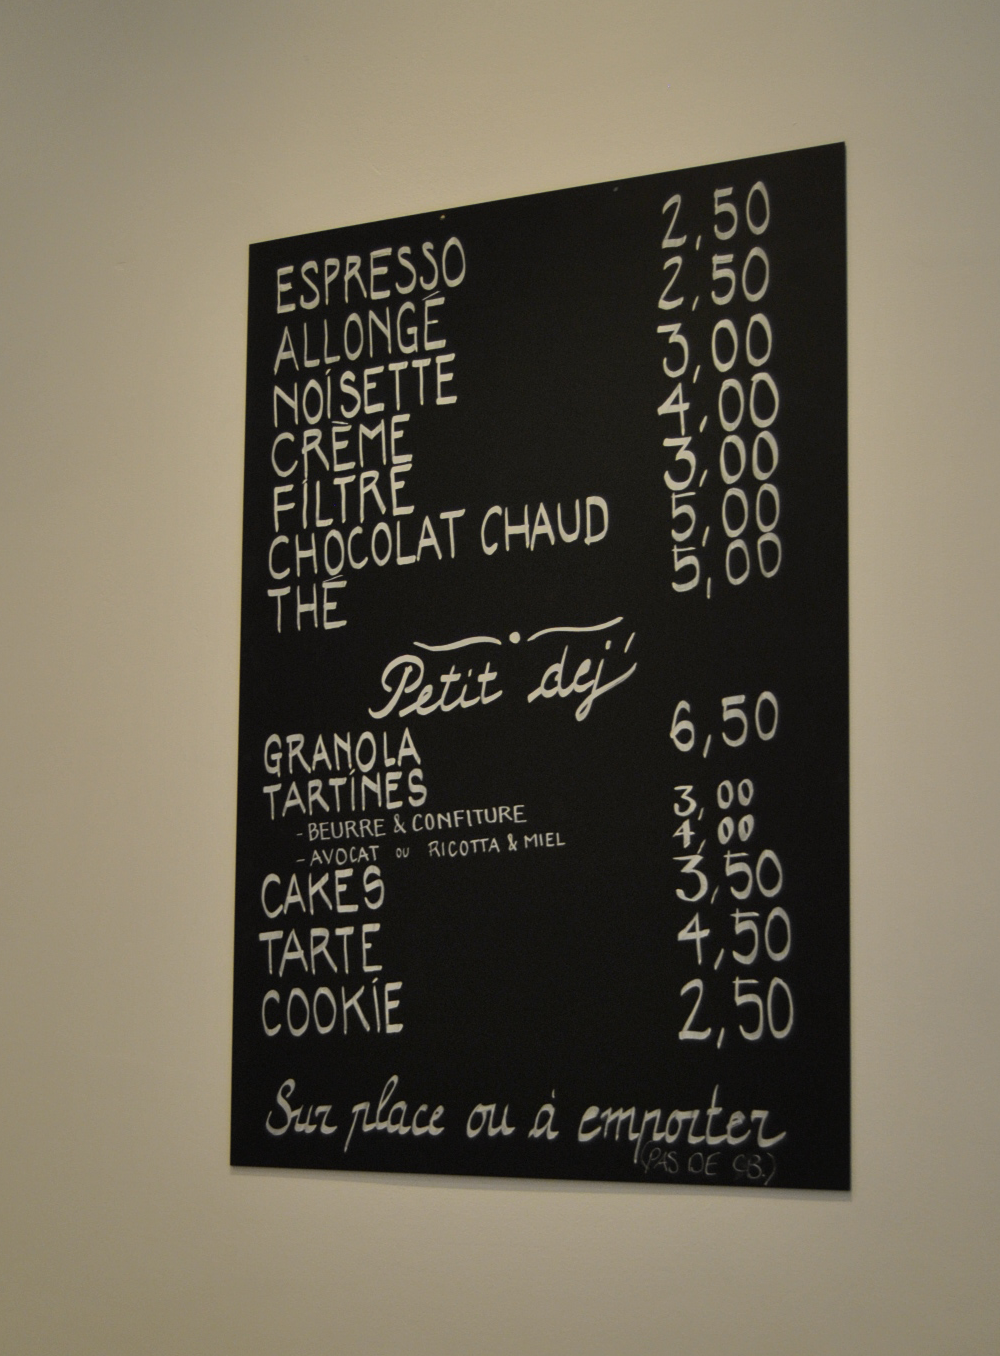 ESPRESSO 2,50
ALLONGÉ 2,50
NOISETTE 3,00
CRÈME 4,00
FILTRE 3,00
CHOCOLAT CHAUD 5,00
THÉ 5,00
Petit dej'
GRANOLA 6,50
TARTINES
- BEURRE & CONFITURE 3,00
- AVOCAT OU RICOTTA & MIEL 4,00
CAKES 3,50
TARTE 4,50
COOKIE 2,50
Sur place ou à emporter
(PAS DE CB.)